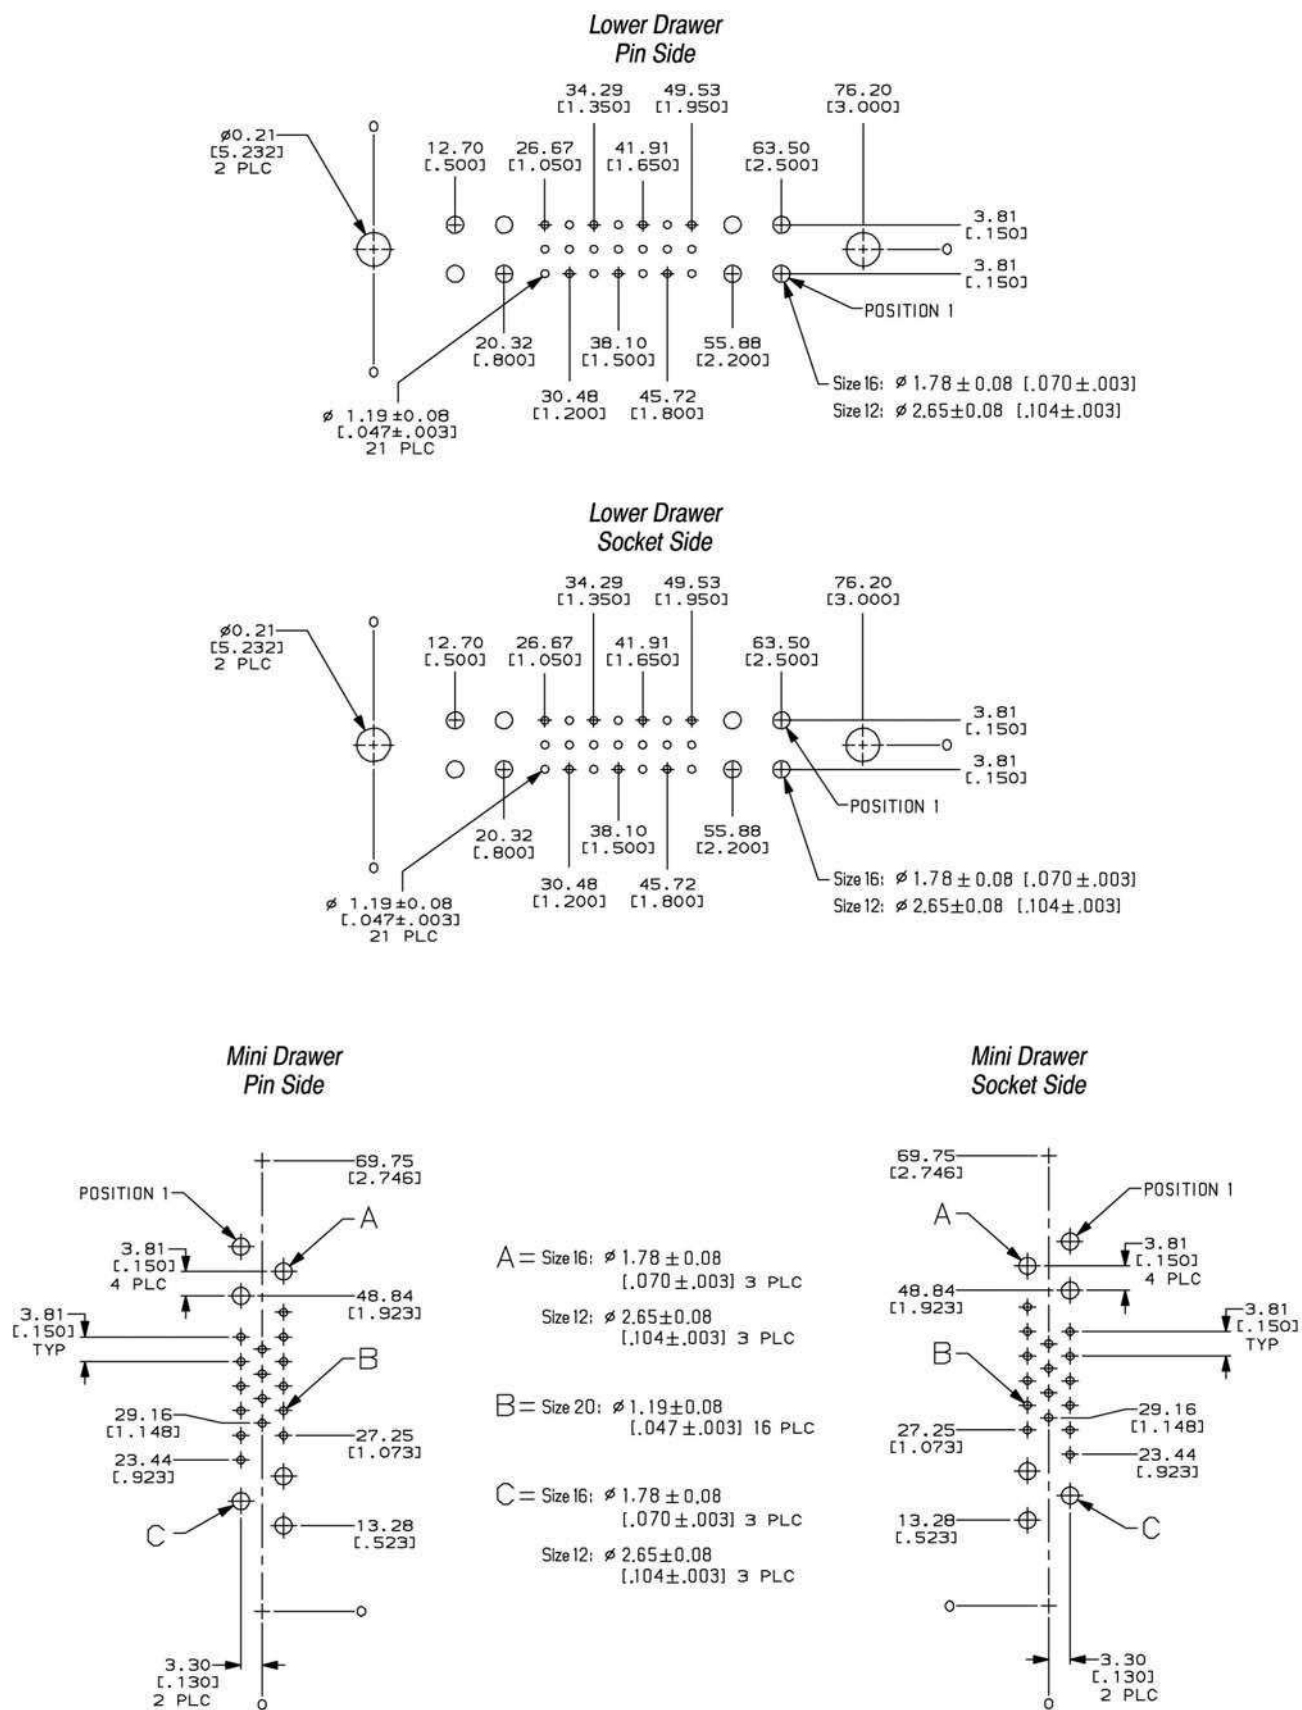 Lower Drawer
Pin Side
34.29 49.53 76.20
[1.350] [1.950] [3.000]
ø0.21
[5.232]
2 PLC
12.70 26.67 41.91 63.50
[.500] [1.050] [1.650] [2.500]
0
3.81
[.150]
0
3.81
[.150]
POSITION 1
0
20.32 38.10 55.88
[.800] [1.500] [2.200]
30.48 45.72
[1.200] [1.800]
Size 16: ø 1.78 ± 0.08 [.070±.003]
Size 12: ø 2.65±0.08 [.104±.003]
ø 1.19±0.08
[.047±.003]
21 PLC
Lower Drawer
Socket Side
34.29 49.53 76.20
[1.350] [1.950] [3.000]
ø0.21
[5.232]
2 PLC
12.70 26.67 41.91 63.50
[.500] [1.050] [1.650] [2.500]
0
3.81
[.150]
0
3.81
[.150]
POSITION 1
0
20.32 38.10 55.88
[.800] [1.500] [2.200]
30.48 45.72
[1.200] [1.800]
Size 16: ø 1.78 ± 0.08 [.070±.003]
Size 12: ø 2.65±0.08 [.104±.003]
ø 1.19±0.08
[.047±.003]
21 PLC
Mini Drawer
Pin Side
69.75
[2.746]
POSITION 1
A
3.81
[.150]
4 PLC
48.84
[1.923]
3.81
[.150]
TYP
B
29.16
[1.148]
27.25
[1.073]
23.44
[.923]
C
13.28
[.523]
0
3.30
[.130]
2 PLC
0
A = Size 16: ø 1.78 ± 0.08
[.070±.003] 3 PLC
Size 12: ø 2.65±0.08
[.104±.003] 3 PLC
B = Size 20: ø 1.19±0.08
[.047±.003] 16 PLC
C = Size 16: ø 1.78 ± 0.08
[.070±.003] 3 PLC
Size 12: ø 2.65±0.08
[.104±.003] 3 PLC
Mini Drawer
Socket Side
69.75
[2.746]
POSITION 1
A
3.81
[.150]
4 PLC
48.84
[1.923]
3.81
[.150]
TYP
B
29.16
[1.148]
27.25
[1.073]
23.44
[.923]
C
13.28
[.523]
0
3.30
[.130]
2 PLC
0